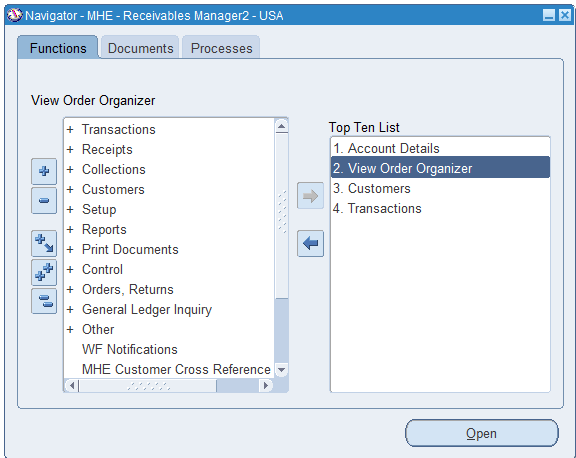 Navigator - MHE - Receivables Manager2 - USA
Functions
Documents
Processes
View Order Organizer
+ Transactions
+ Receipts
+ Collections
+ Customers
+ Setup
+ Reports
+ Print Documents
+ Control
+ Orders, Returns
+ General Ledger Inquiry
+ Other
WF Notifications
MHE Customer Cross Reference
Top Ten List
1. Account Details
2. View Order Organizer
3. Customers
4. Transactions
Open